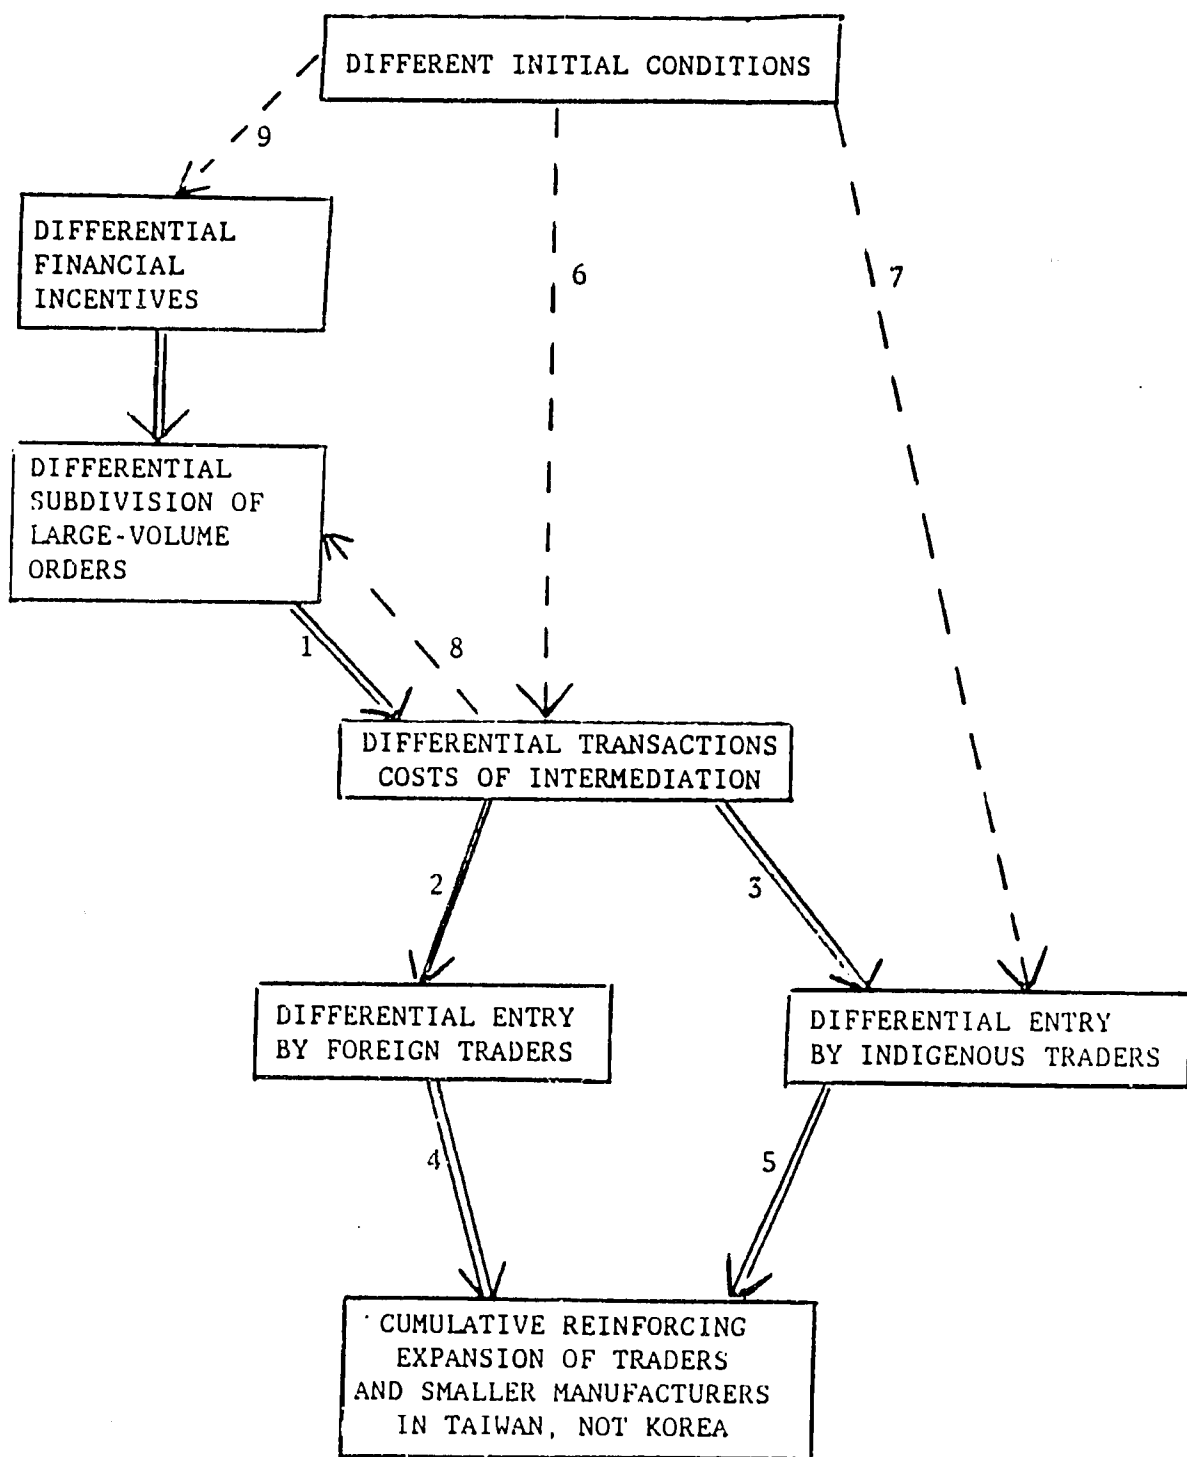 DIFFERENT INITIAL CONDITIONS
9
DIFFERENTIAL
FINANCIAL
INCENTIVES
6
7
DIFFERENTIAL
SUBDIVISION OF
LARGE-VOLUME
ORDERS
1
8
DIFFERENTIAL TRANSACTIONS
COSTS OF INTERMEDIATION
2
3
DIFFERENTIAL ENTRY
BY FOREIGN TRADERS
DIFFERENTIAL ENTRY
BY INDIGENOUS TRADERS
4
5
CUMULATIVE REINFORCING
EXPANSION OF TRADERS
AND SMALLER MANUFACTURERS
IN TAIWAN, NOT KOREA